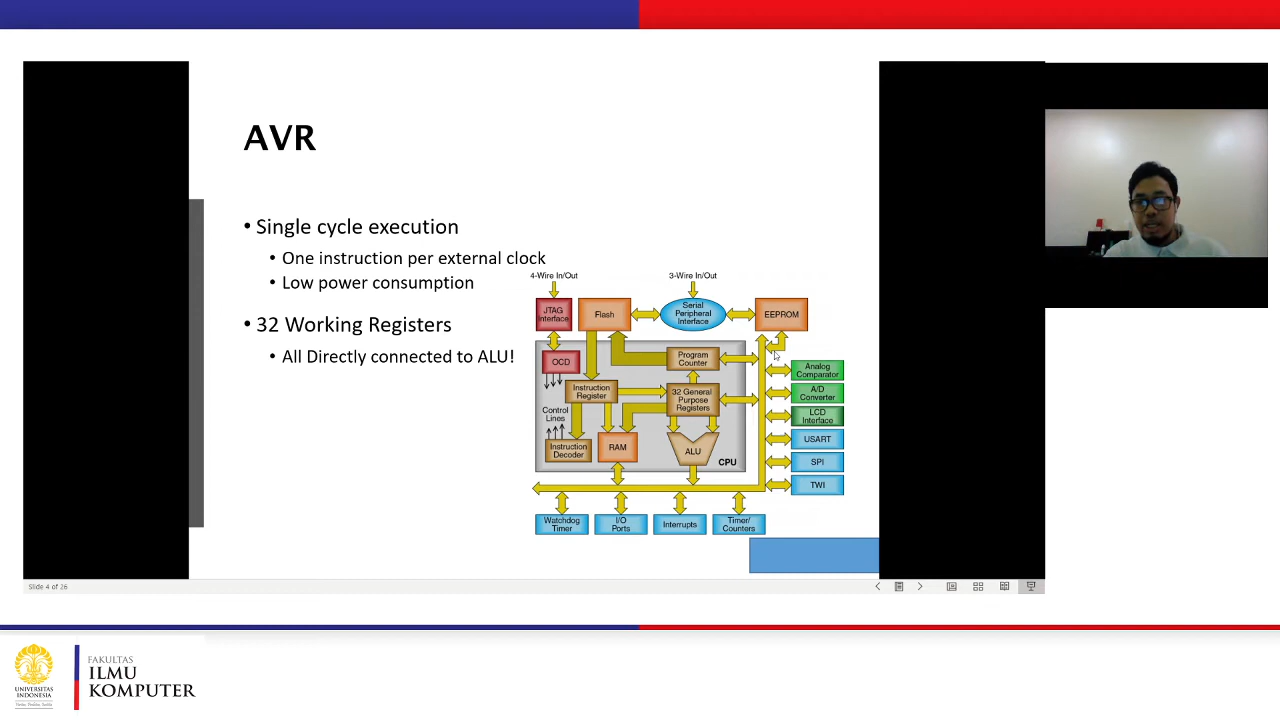 AVR
• Single cycle execution
• One instruction per external clock
• Low power consumption
• 32 Working Registers
• All Directly connected to ALU!
4-Wire In/Out
3-Wire In/Out
JTAG
Interface
Flash
Serial
Peripheral
Interface
EEPROM
OCD
Program
Counter
Analog
Comparator
Instruction
Register
32 General
Purpose
Registers
A/D
Converter
Control
Lines
LCD
Interface
Instruction
Decoder
RAM
ALU
CPU
USART
SPI
TWI
Watchdog
Timer
I/O
Ports
Interrupts
Timer/
Counters
Slide 4 of 26
UNIVERSITAS
INDONESIA
FAKULTAS
ILMU
KOMPUTER